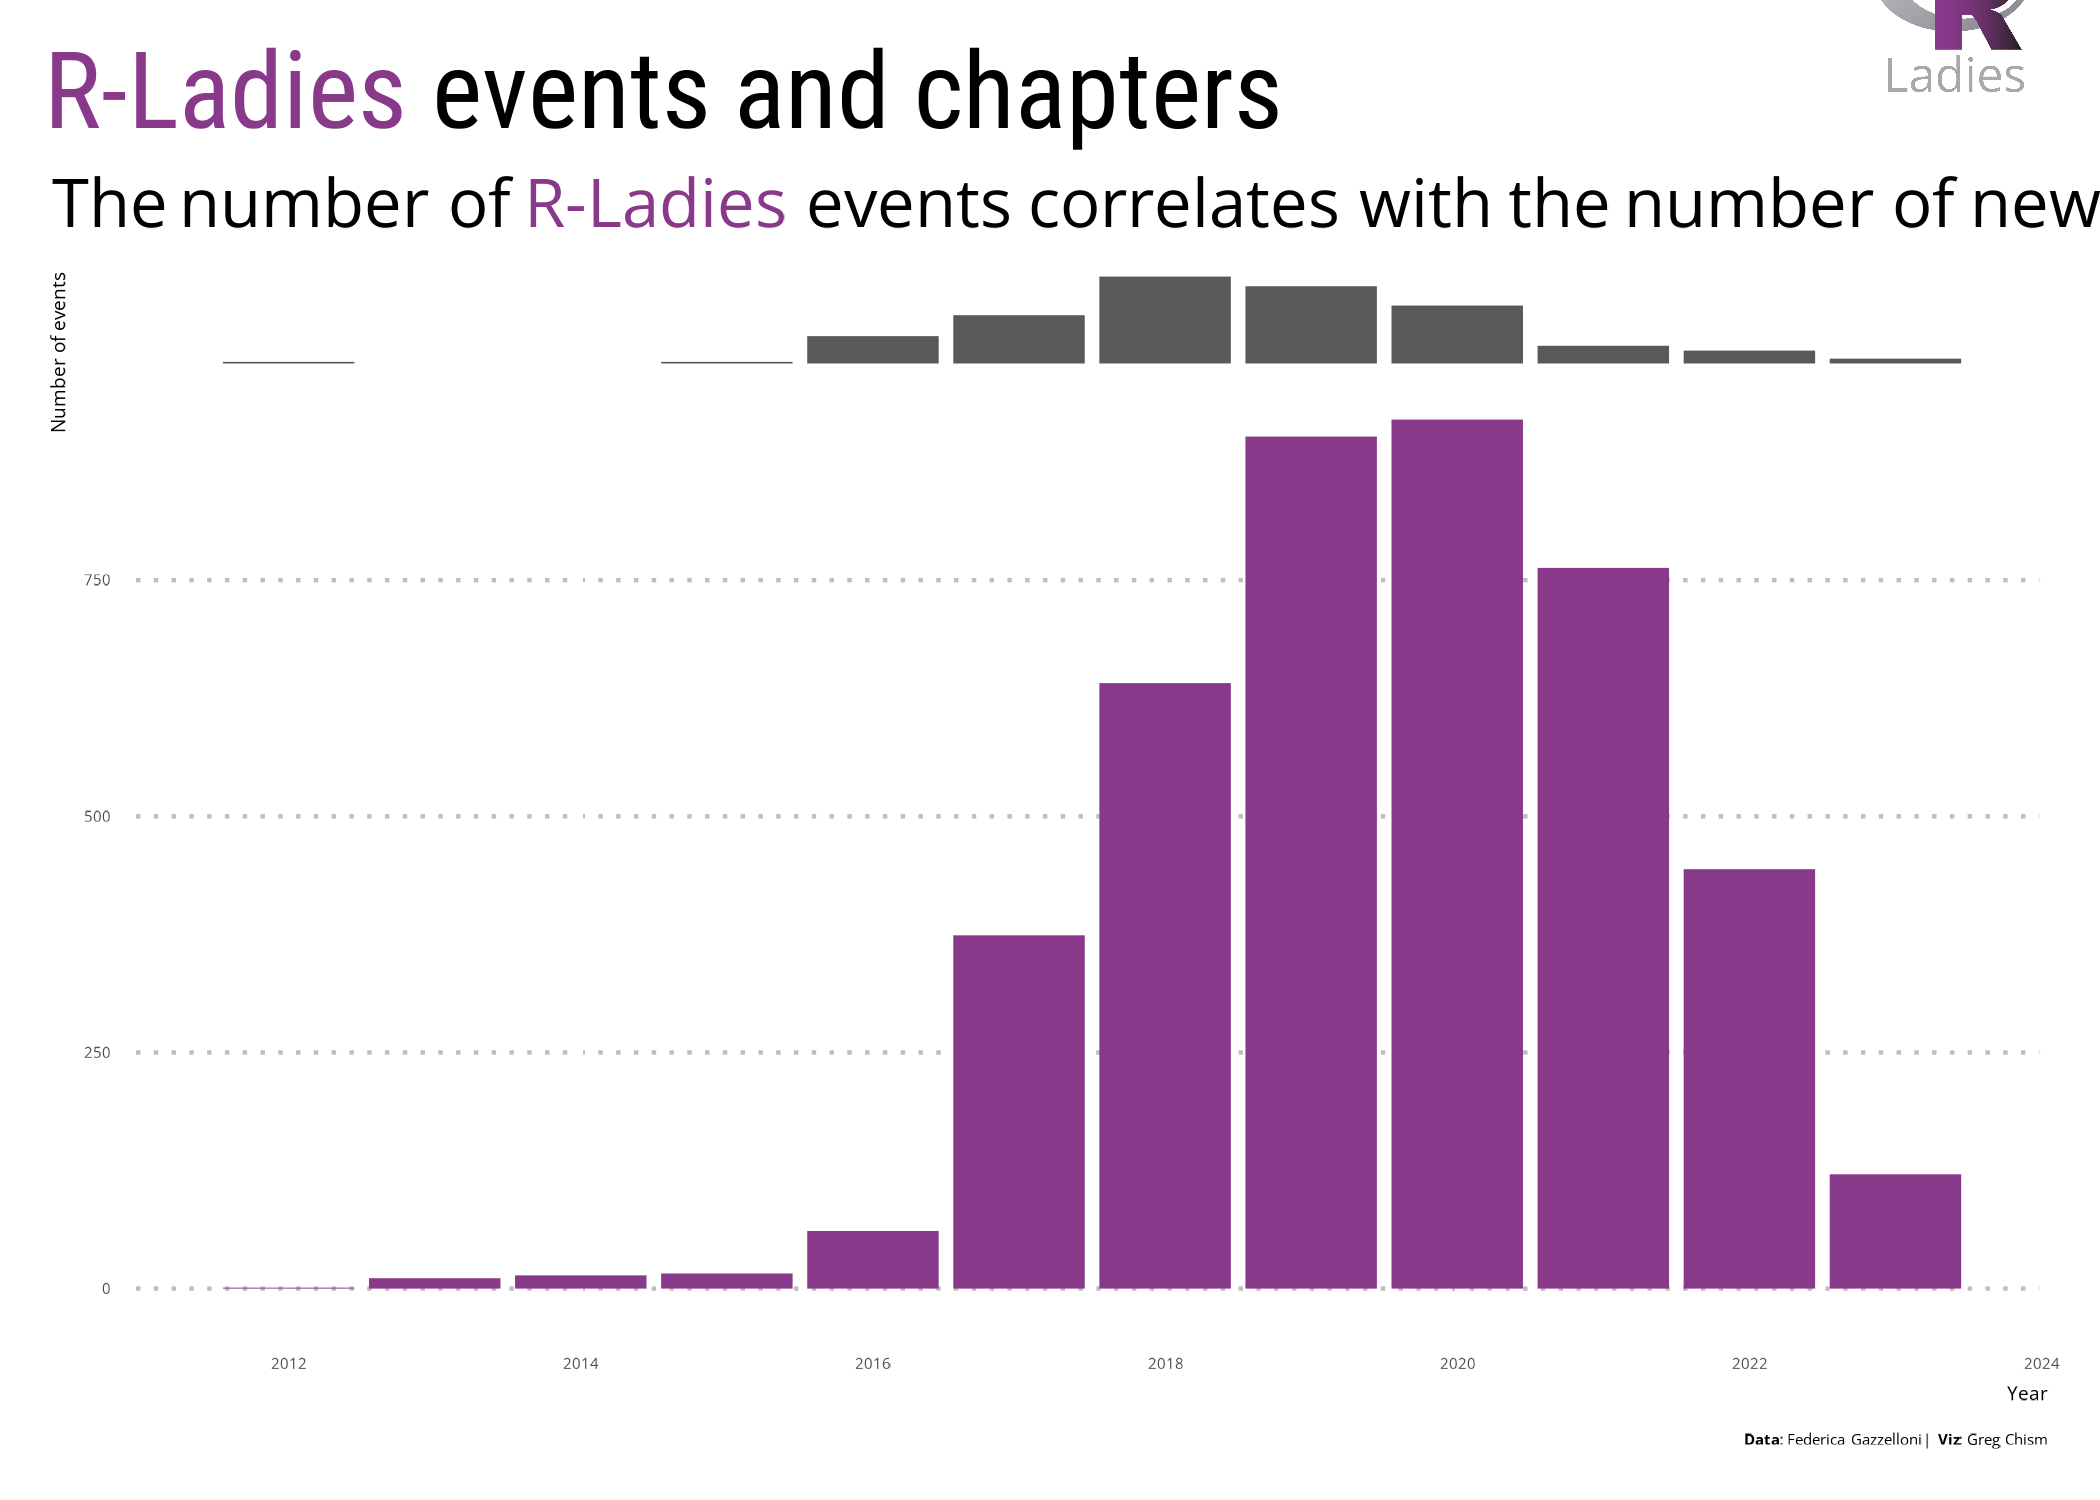 R
Ladies
R-Ladies events and chapters
The number of R-Ladies events correlates with the number of new
Number of events
750
500
250
0
2012 2014 2016 2018 2020 2022 2024
Year
Data: Federica Gazzelloni| Viz: Greg Chism